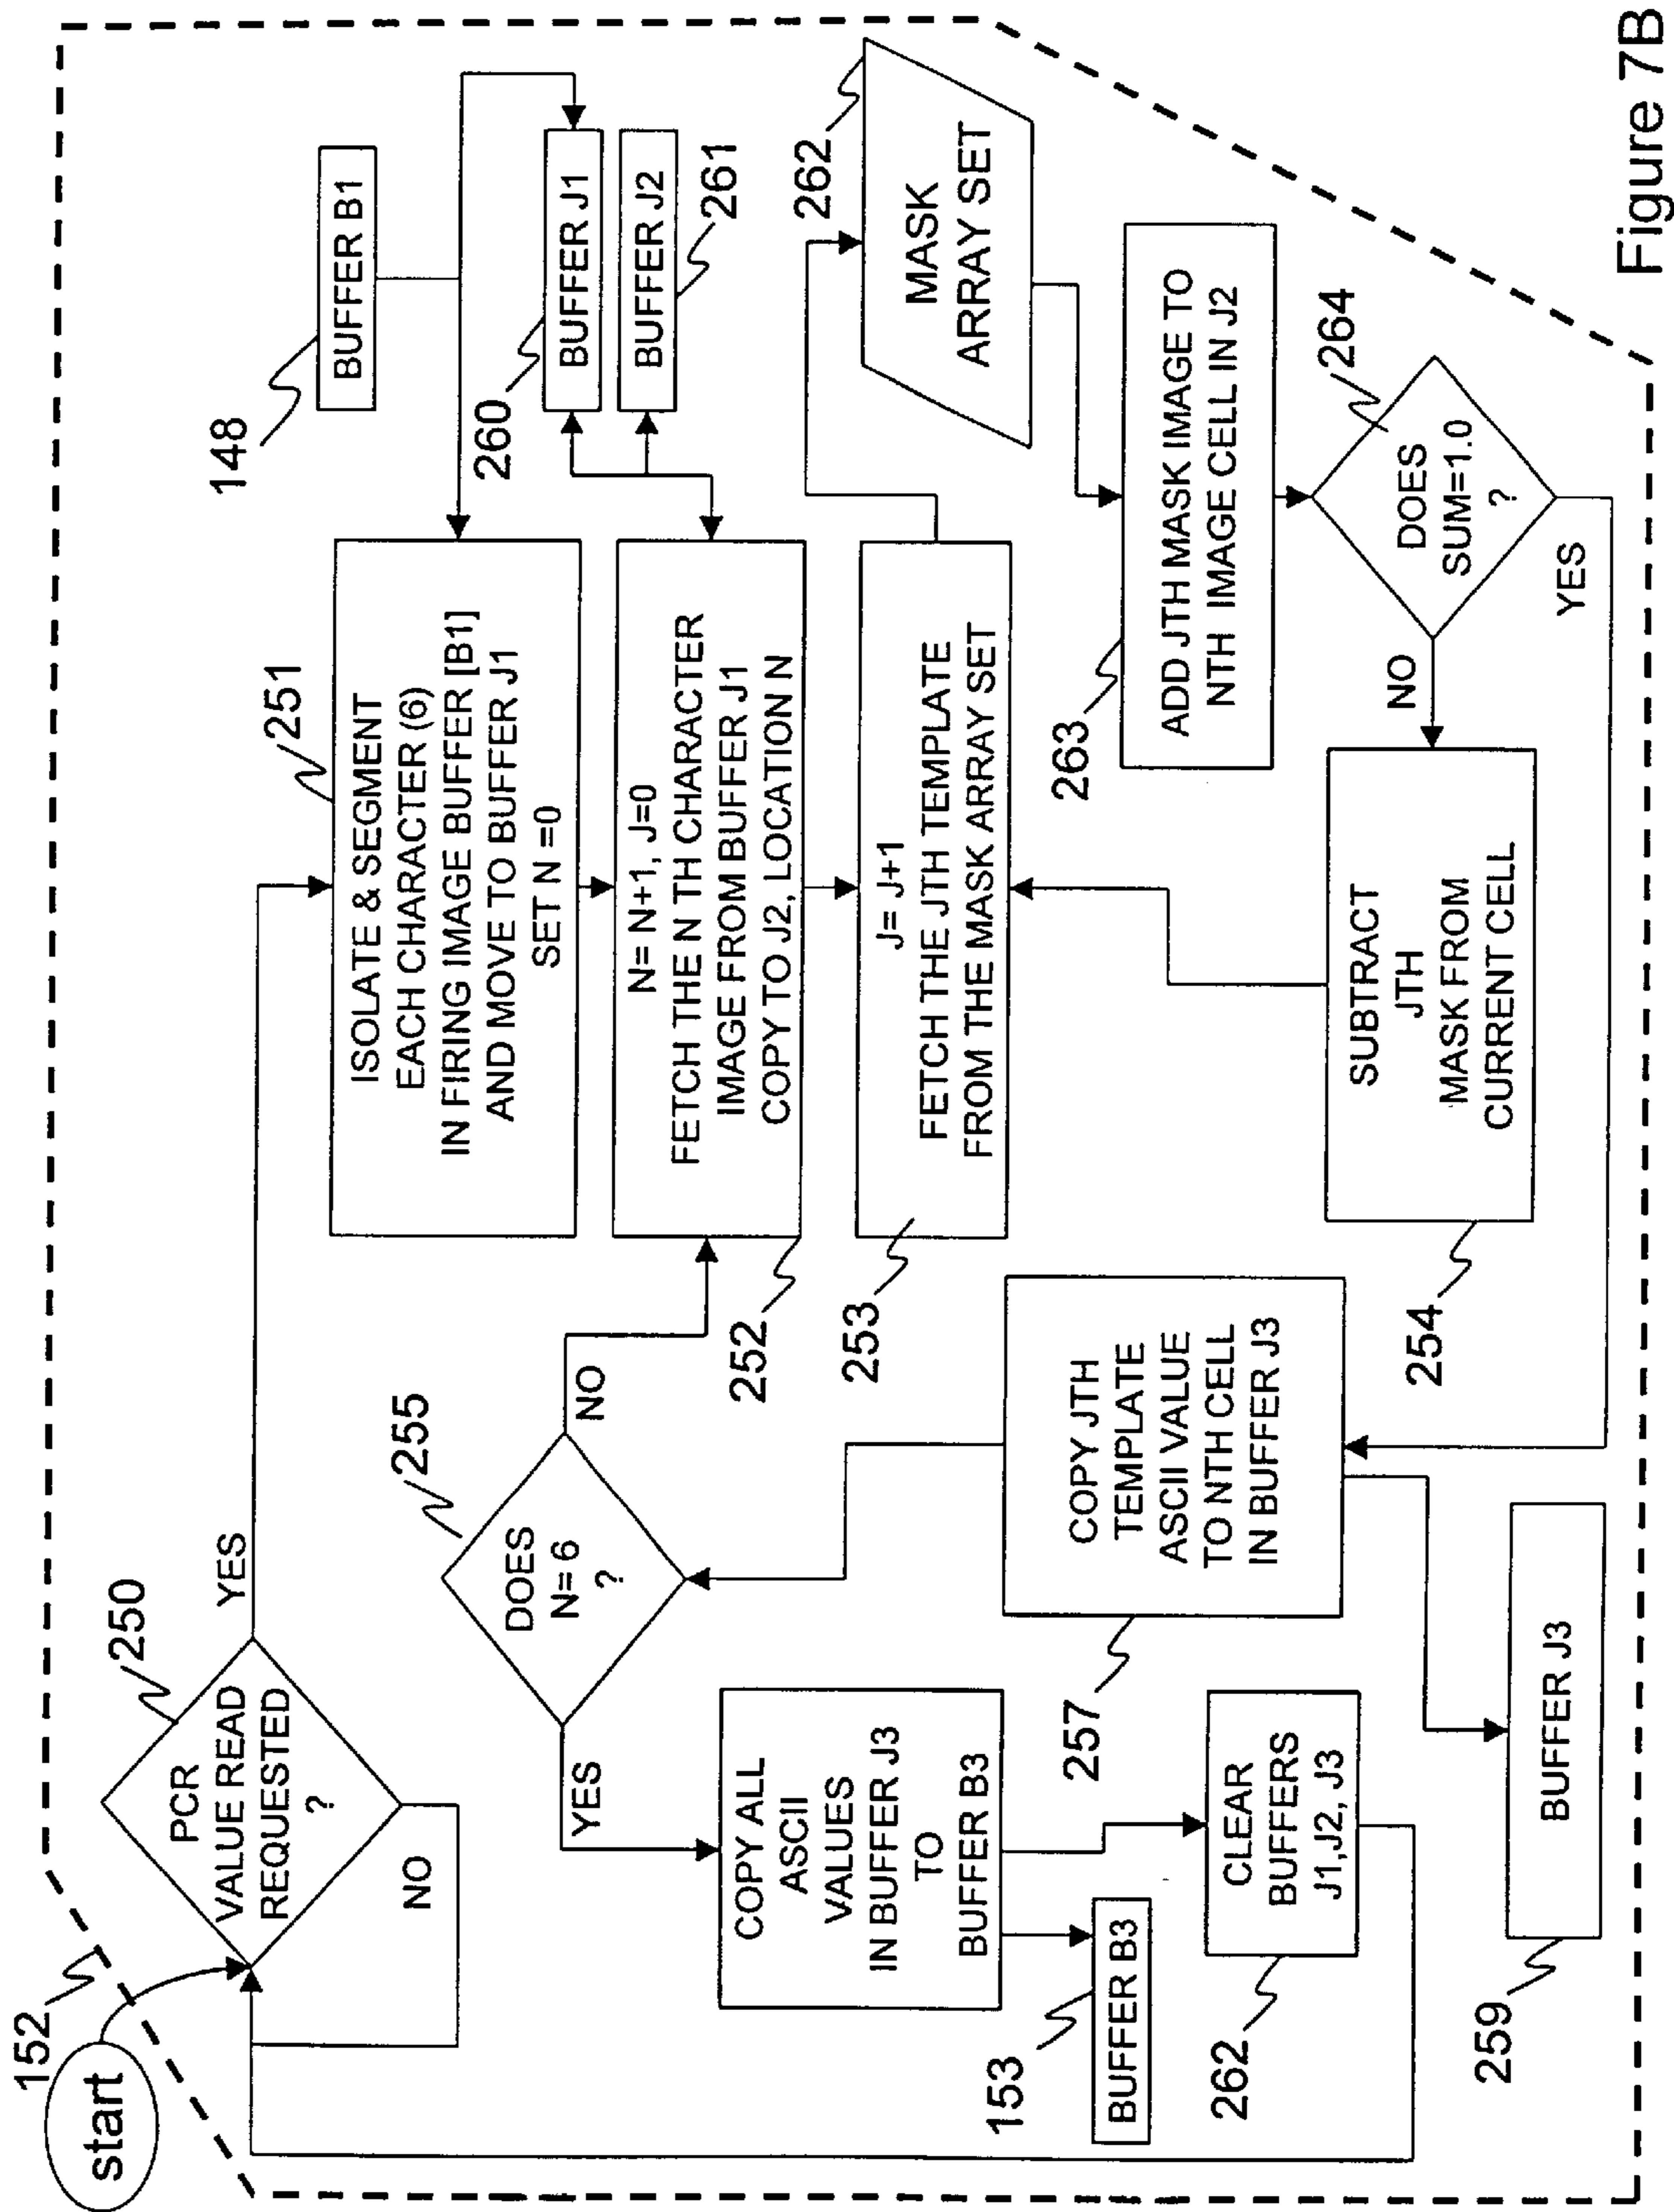 152
start
250
PCR
VALUE READ
REQUESTED
?
YES
NO
251
ISOLATE & SEGMENT
EACH CHARACTER (6)
IN FIRING IMAGE BUFFER [B1]
AND MOVE TO BUFFER J1
SET N =0
148
BUFFER B1
260
BUFFER J1
BUFFER J2
261
N= N+1, J=0
FETCH THE N TH CHARACTER
IMAGE FROM BUFFER J1
COPY TO J2, LOCATION N
252
255
DOES
N= 6
?
NO
YES
J= J+1
FETCH THE JTH TEMPLATE
FROM THE MASK ARRAY SET
253
262
MASK
ARRAY SET
263
ADD JTH MASK IMAGE TO
NTH IMAGE CELL IN J2
264
DOES
SUM=1.0
?
NO
YES
SUBTRACT
JTH
MASK FROM
CURRENT CELL
254
COPY JTH
TEMPLATE
ASCII VALUE
TO NTH CELL
IN BUFFER J3
257
COPY ALL
ASCII
VALUES
IN BUFFER J3
TO
BUFFER B3
153
BUFFER B3
CLEAR
BUFFERS
J1,J2, J3
262
BUFFER J3
259
Figure 7B